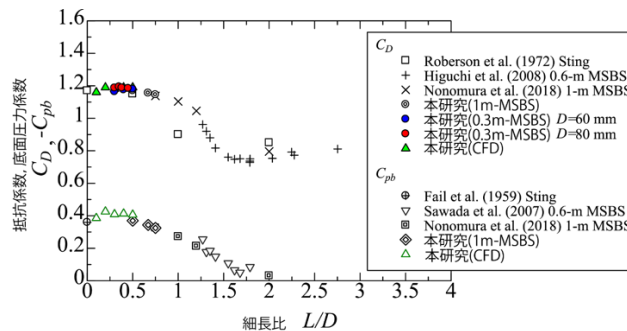 抵抗係数, 底面圧力係数
C_D, -C_pb
1.6
1.4
1.2
1
0.8
0.6
0.4
0.2
0
0
0.5
1
1.5
2
2.5
3
3.5
4
細長比 L/D
C_D
Roberson et al. (1972) Sting
Higuchi et al. (2008) 0.6-m MSBS
Nonomura et al. (2018) 1-m MSBS
本研究(1m-MSBS)
本研究(0.3m-MSBS) D=60 mm
本研究(0.3m-MSBS) D=80 mm
本研究(CFD)
C_pb
Fail et al. (1959) Sting
Sawada et al. (2007) 0.6-m MSBS
Nonomura et al. (2018) 1-m MSBS
本研究(1m-MSBS)
本研究(CFD)